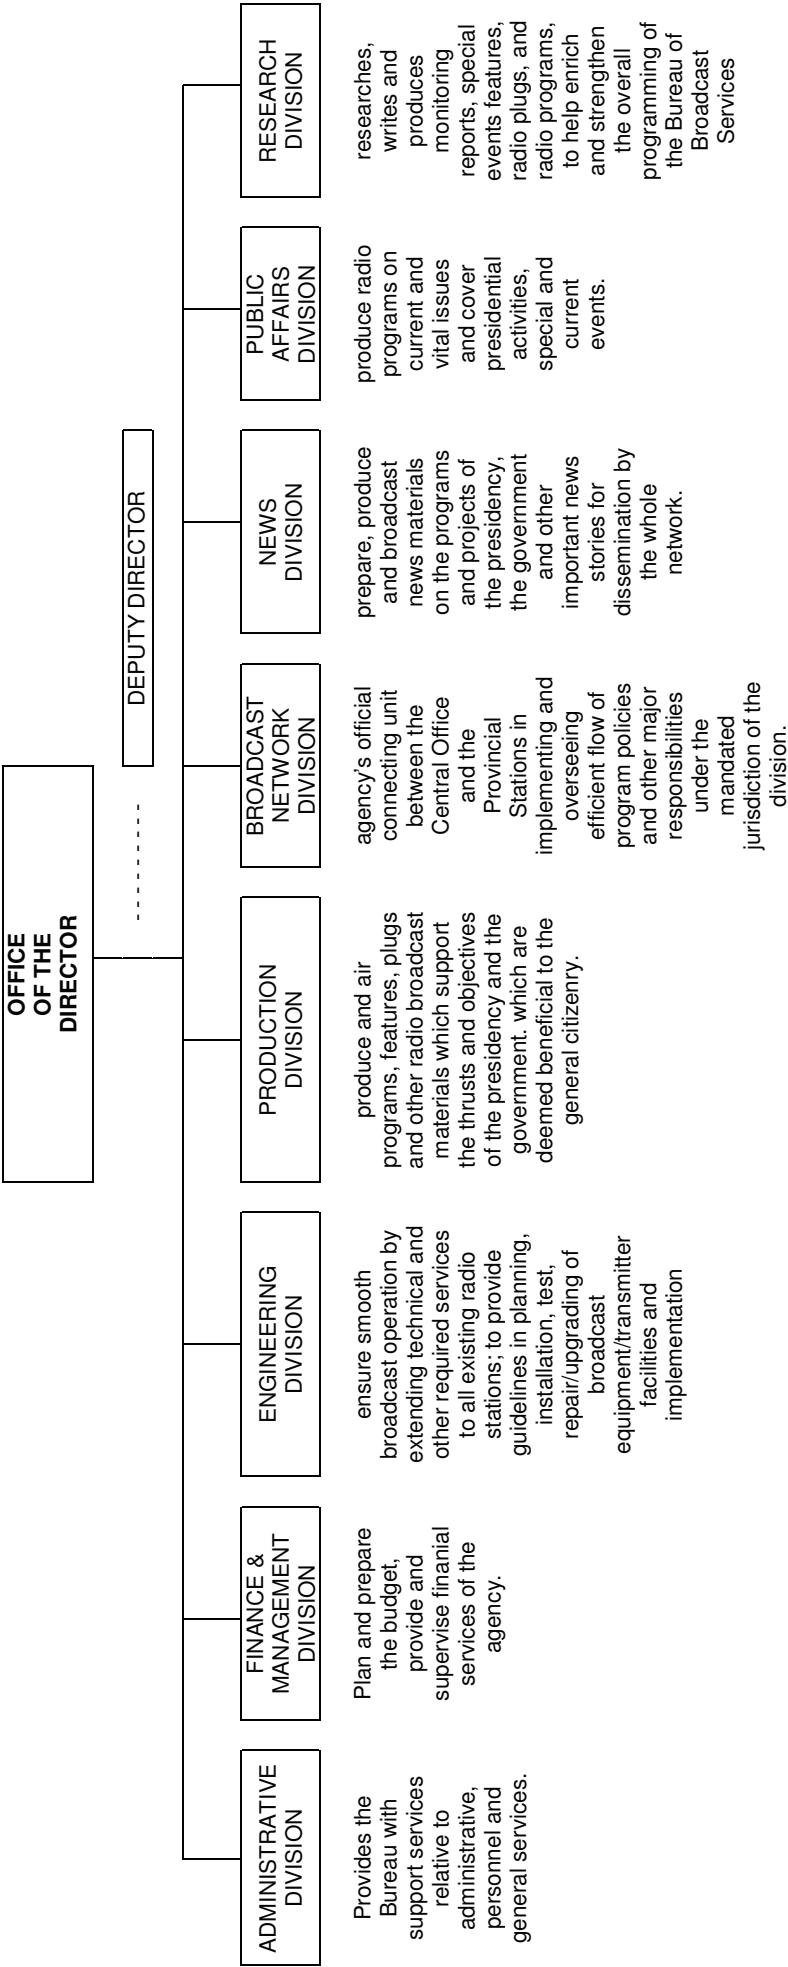 OFFICE
OF THE
DIRECTOR
DEPUTY DIRECTOR
ADMINISTRATIVE
DIVISION
Provides the
Bureau with
support services
relative to
administrative,
personnel and
general services.
FINANCE &
MANAGEMENT
DIVISION
Plan and prepare
the budget,
provide and
supervise finanial
services of the
agency.
ENGINEERING
DIVISION
ensure smooth
broadcast operation by
extending technical and
other required services
to all existing radio
stations; to provide
guidelines in planning,
installation, test,
repair/upgrading of
broadcast
equipment/transmitter
facilities and
implementation
PRODUCTION
DIVISION
produce and air
programs, features, plugs
and other radio broadcast
materials which support
the thrusts and objectives
of the presidency and the
government. which are
deemed beneficial to the
general citizenry.
BROADCAST
NETWORK
DIVISION
agency's official
connecting unit
between the
Central Office
and the
Provincial
Stations in
implementing and
overseeing
efficient flow of
program policies
and other major
responsibilities
under the
mandated
jurisdiction of the
division.
NEWS
DIVISION
prepare, produce
and broadcast
news materials
on the programs
and projects of
the presidency,
the government
and other
important news
stories for
dissemination by
the whole
network.
PUBLIC
AFFAIRS
DIVISION
produce radio
programs on
current and
vital issues
and cover
presidential
activities,
special and
current
events.
RESEARCH
DIVISION
researches,
writes and
produces
monitoring
reports, special
events features,
radio plugs, and
radio programs,
to help enrich
and strengthen
the overall
programming of
the Bureau of
Broadcast
Services